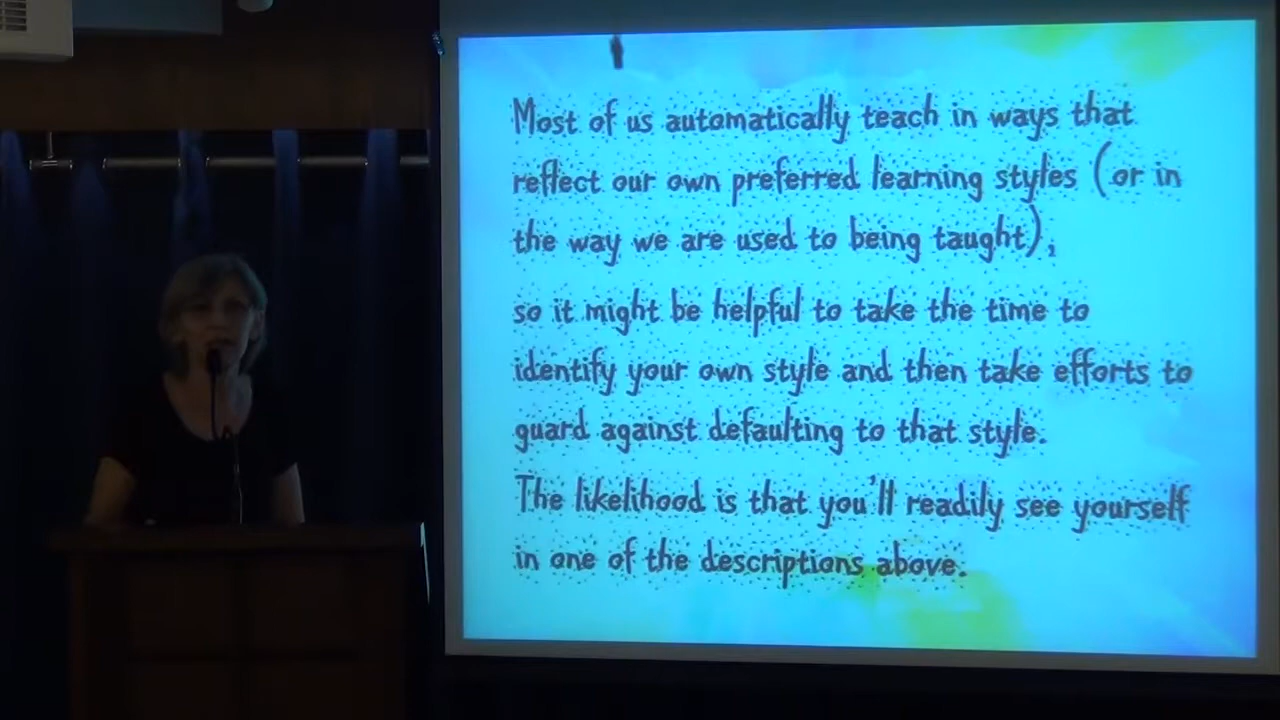 Most of us automatically teach in ways that
reflect our own preferred learning styles (or in
the way we are used to being taught),
so it might be helpful to take the time to
identify your own style and then take efforts to
guard against defaulting to that style.
The likelihood is that you'll readily see yourself
in one of the descriptions above.